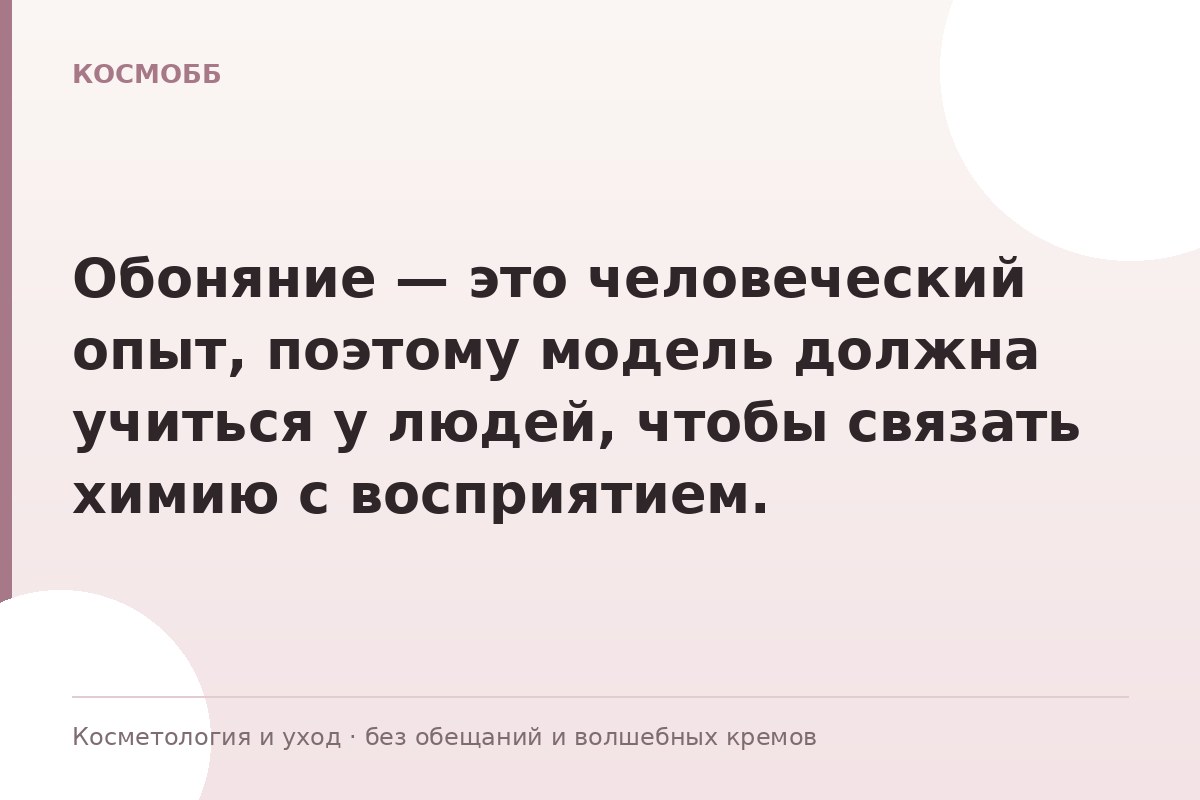 КОСМОББ
Обоняние — это человеческий
опыт, поэтому модель должна
учиться у людей, чтобы связать
химию с восприятием.
Косметология и уход · без обещаний и волшебных кремов